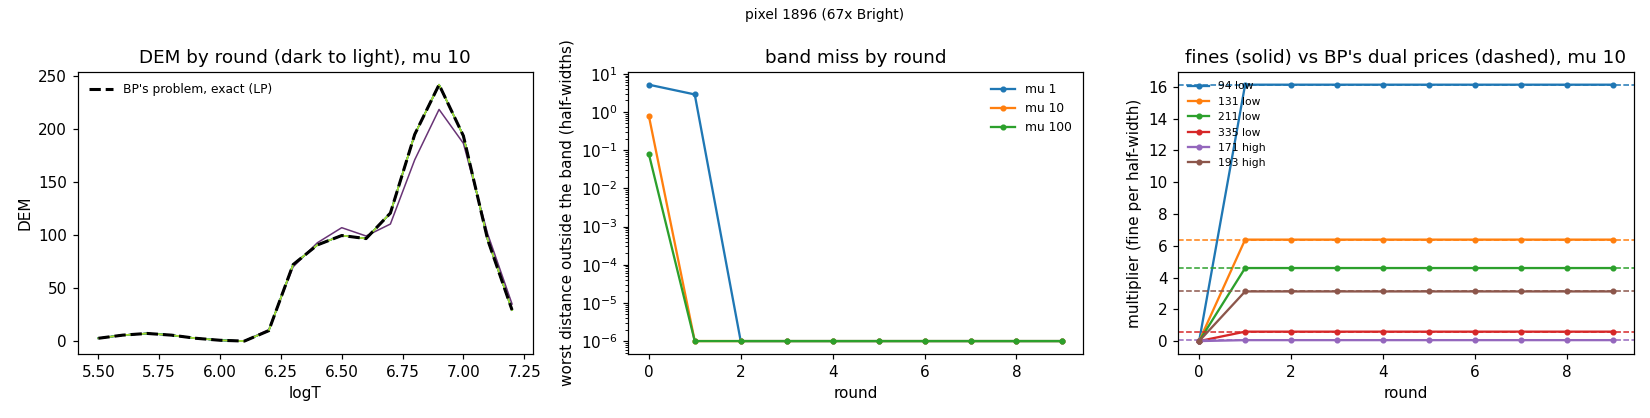 pixel 1896 (67x Bright)
DEM by round (dark to light), mu 10
250
200
150
100
50
0
DEM
BP's problem, exact (LP)
5.50 5.75 6.00 6.25 6.50 6.75 7.00 7.25
logT
band miss by round
worst distance outside the band (half-widths)
10^1
10^0
10^-1
10^-2
10^-3
10^-4
10^-5
10^-6
mu 1
mu 10
mu 100
0 2 4 6 8
round
fines (solid) vs BP's dual prices (dashed), mu 10
multiplier (fine per half-width)
16
14
12
10
8
6
4
2
0
94 low
131 low
211 low
335 low
171 high
193 high
0 2 4 6 8
round